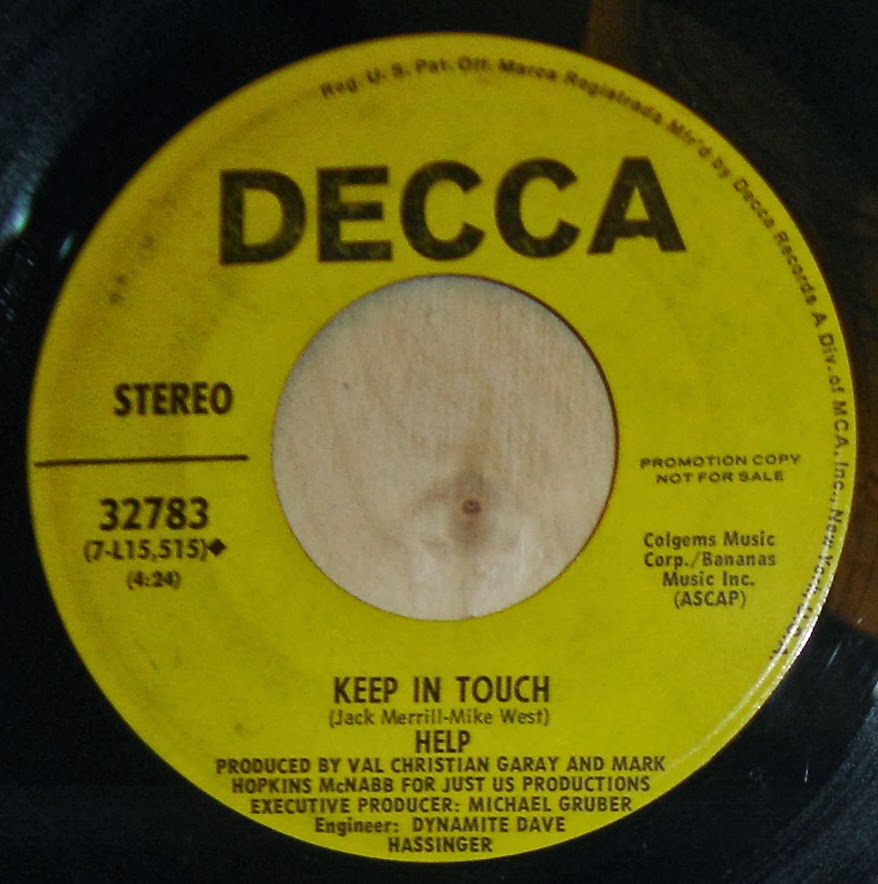 Reg. U. S. Pat. Off. Marca Registrada Mfr'd by Decca Records A Div. of MCA, Inc., New York, U.S.A.
DECCA
STEREO
32783
(7-L15,515)◆
(4:24)
PROMOTION COPY
NOT FOR SALE
Colgems Music
Corp./Bananas
Music Inc.
(ASCAP)
KEEP IN TOUCH
(Jack Merrill-Mike West)
HELP
PRODUCED BY VAL CHRISTIAN GARAY AND MARK
HOPKINS McNABB FOR JUST US PRODUCTIONS
EXECUTIVE PRODUCER: MICHAEL GRUBER
Engineer: DYNAMITE DAVE
HASSINGER